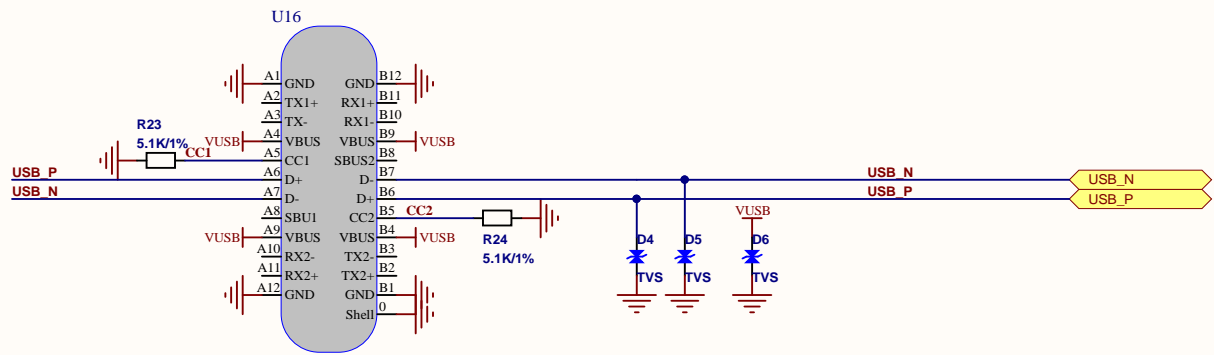 U16
A1 GND GND B12
A2 TX1+ RX1+ B11
A3 TX- RX1- B10
R23
5.1K/1%
VUSB A4 VBUS VBUS B9 VUSB
CC1 A5 CC1 SBUS2 B8
USB_P A6 D+ D- B7 USB_N USB_N
USB_N A7 D- D+ B6 USB_P USB_P
A8 SBU1 CC2 B5 CC2
VUSB A9 VBUS VBUS B4 VUSB
R24
5.1K/1%
VUSB
A10 RX2- TX2- B3
D4 D5 D6
A11 RX2+ TX2+ B2
TVS TVS TVS
A12 GND GND B1
Shell 0